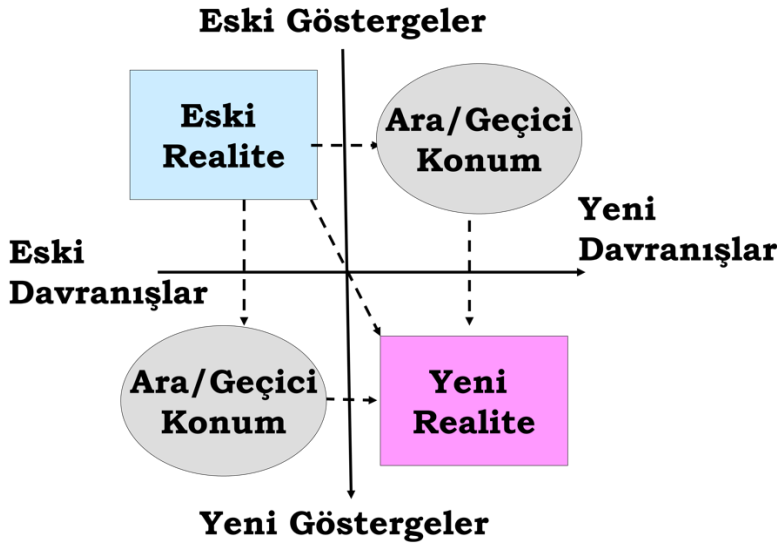 Eski Göstergeler
Eski
Realite
Ara/Geçici
Konum
Yeni
Davranışlar
Eski
Davranışlar
Ara/Geçici
Konum
Yeni
Realite
Yeni Göstergeler